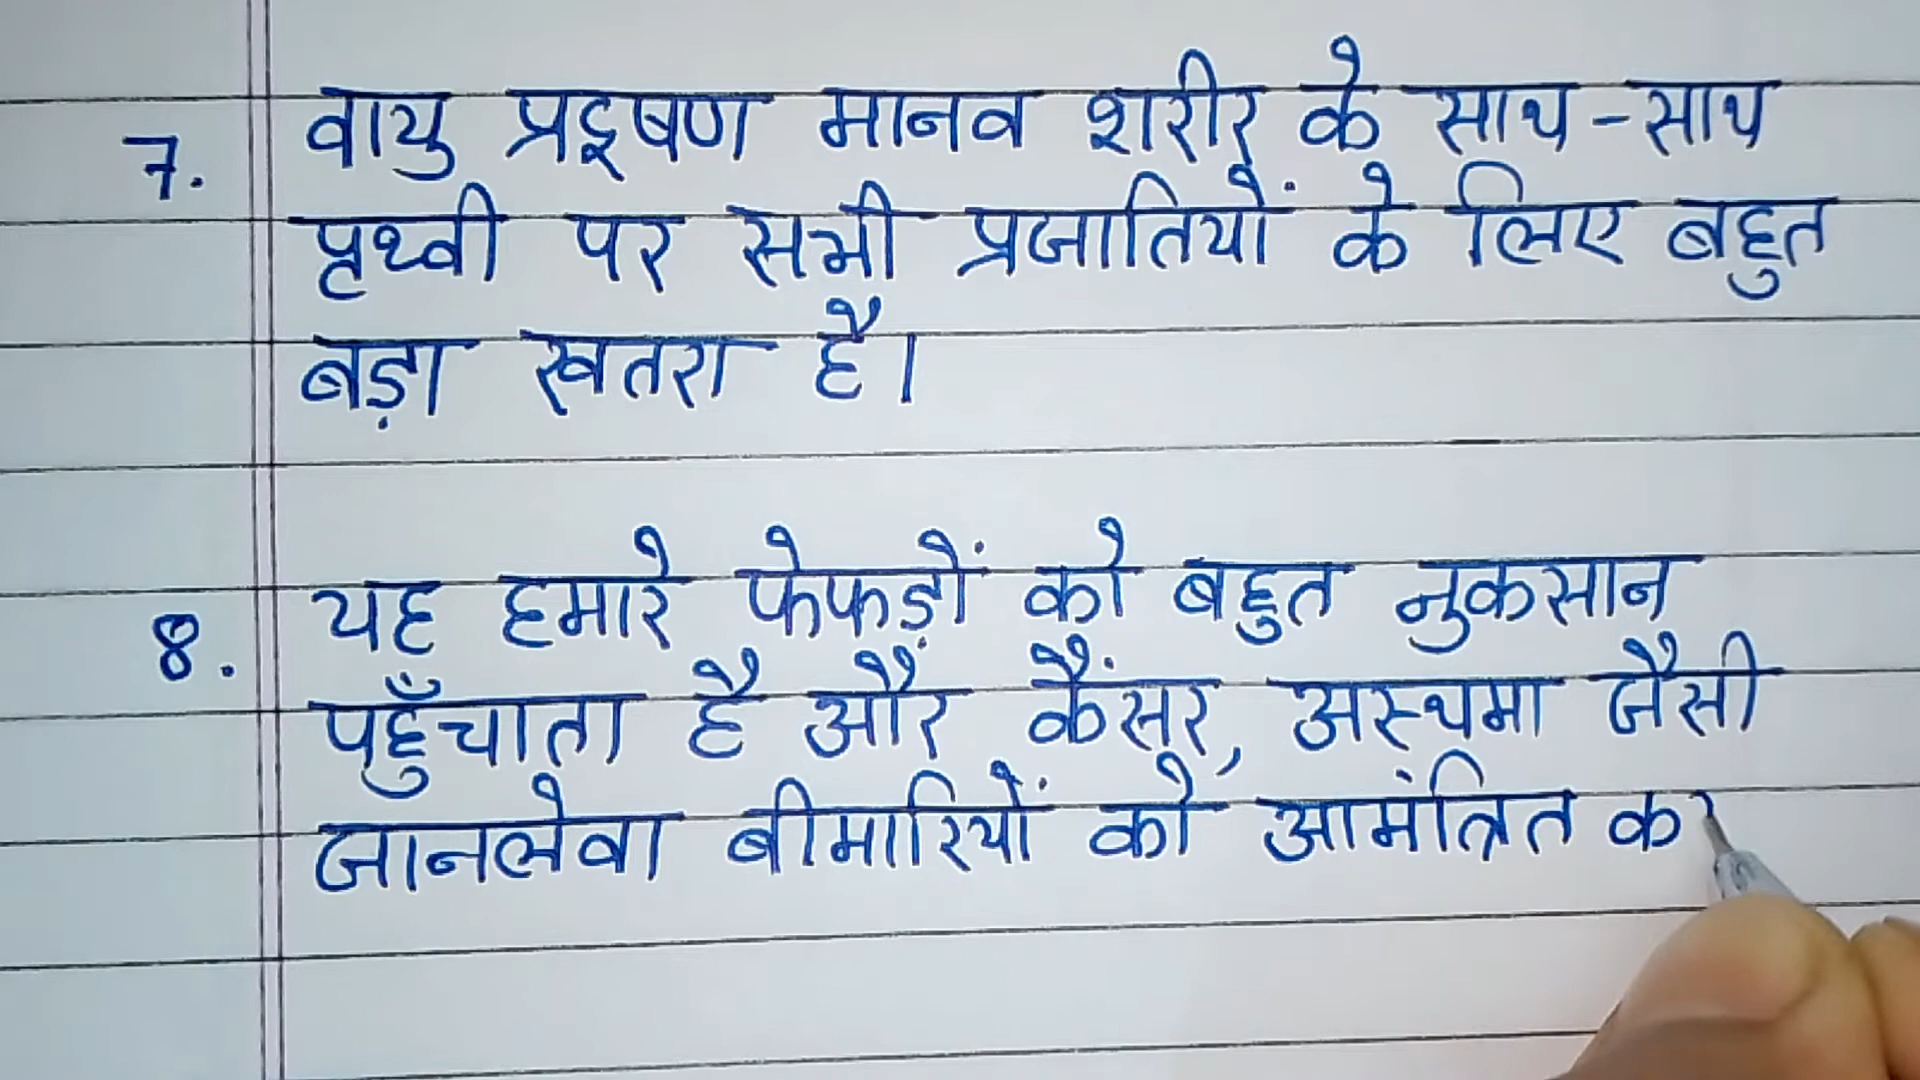 7. वायु प्रदूषण मानव शरीर के साथ-साथ
पृथ्वी पर सभी प्रजातियों के लिए बहुत
बड़ा खतरा है।
8. यह हमारे फेफड़ों को बहुत नुकसान
पहुँचाता है और कैंसर, अस्थमा जैसी
जानलेवा बीमारियों को आमंत्रित क